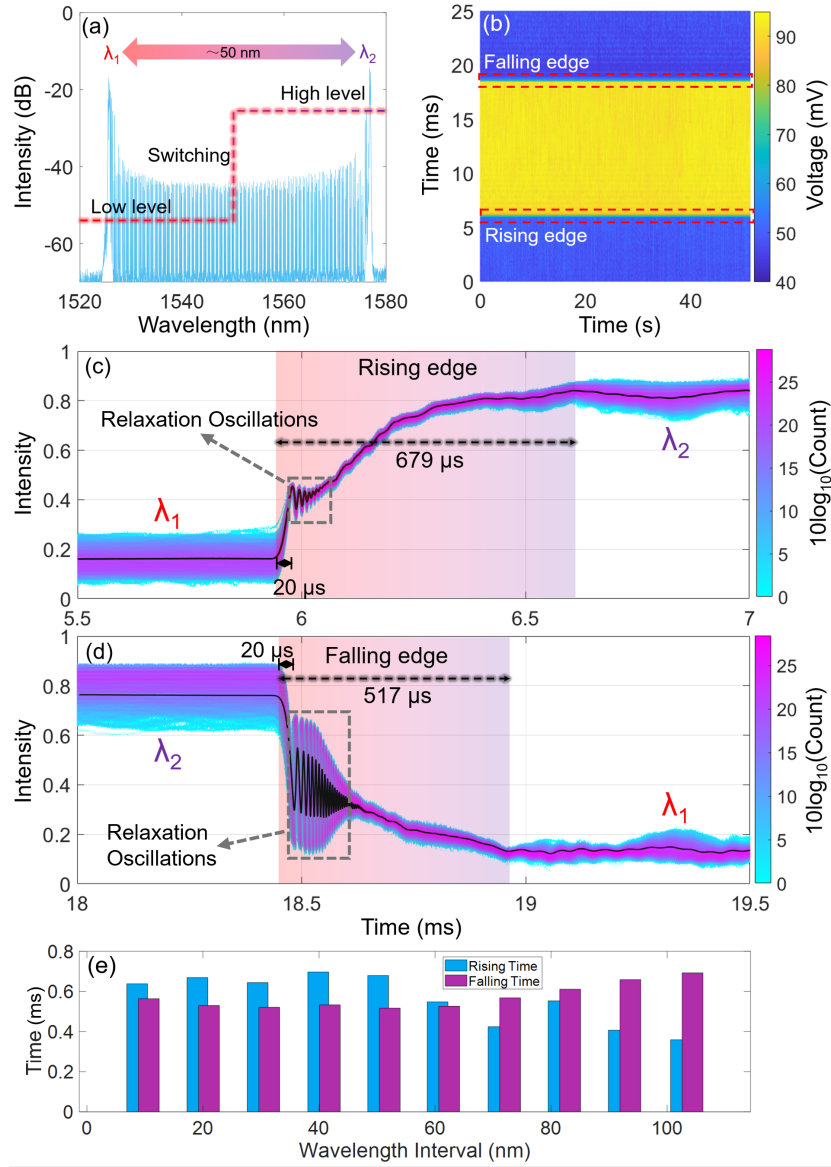 (a)
0
-20
-40
-60
Intensity (dB)
λ1
~50 nm
λ2
High level
Switching
Low level
1520
1540
1560
1580
Wavelength (nm)
(b)
25
20
15
10
5
0
Time (ms)
Falling edge
Rising edge
0
20
40
Time (s)
90
80
70
60
50
40
Voltage (mV)
(c)
1
0.8
0.6
0.4
0.2
0
Intensity
Rising edge
Relaxation Oscillations
679 μs
λ1
λ2
20 μs
5.5
6
6.5
7
25
20
15
10
5
0
10log10(Count)
(d)
1
0.8
0.6
0.4
0.2
0
Intensity
20 μs
Falling edge
517 μs
λ2
λ1
Relaxation
Oscillations
18
18.5
19
19.5
Time (ms)
25
20
15
10
5
0
10log10(Count)
(e)
0.8
0.6
0.4
0.2
0
Time (ms)
Rising Time
Falling Time
0
20
40
60
80
100
Wavelength Interval (nm)